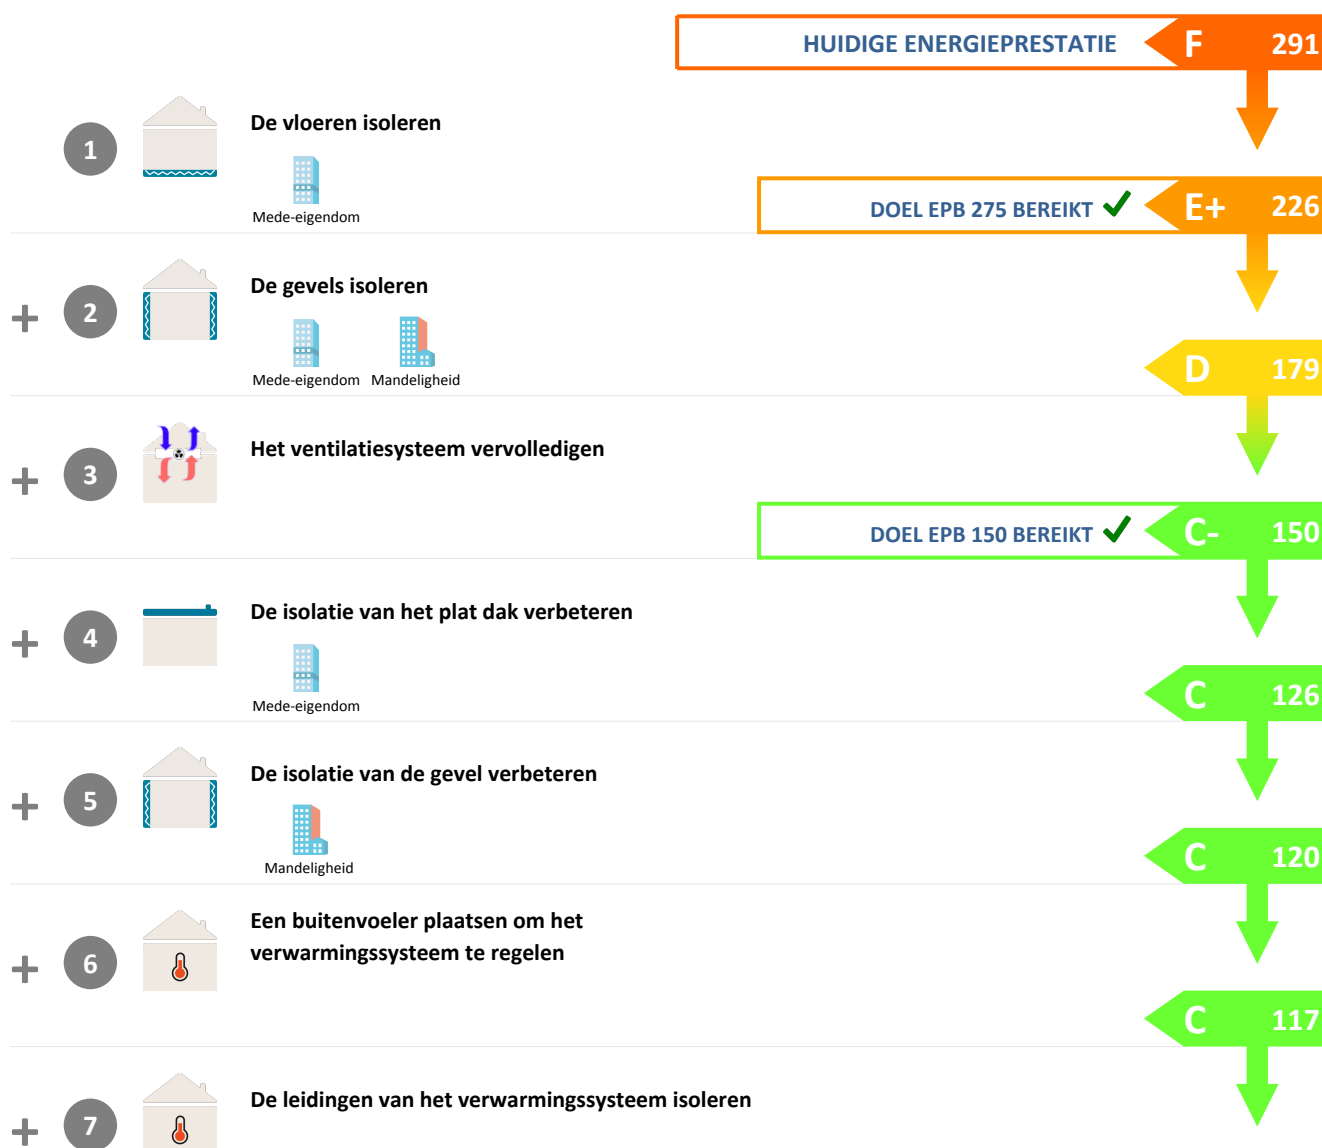 HUIDIGE ENERGIEPRESTATIE F 291
1 De vloeren isoleren
Mede-eigendom
DOEL EPB 275 BEREIKT E+ 226
+ 2 De gevels isoleren
Mede-eigendom Mandeligheid
D 179
+ 3 Het ventilatiesysteem vervolledigen
DOEL EPB 150 BEREIKT C- 150
+ 4 De isolatie van het plat dak verbeteren
Mede-eigendom
C 126
+ 5 De isolatie van de gevel verbeteren
Mandeligheid
C 120
+ 6 Een buitenvoeler plaatsen om het
verwarmingssysteem te regelen
C 117
+ 7 De leidingen van het verwarmingssysteem isoleren